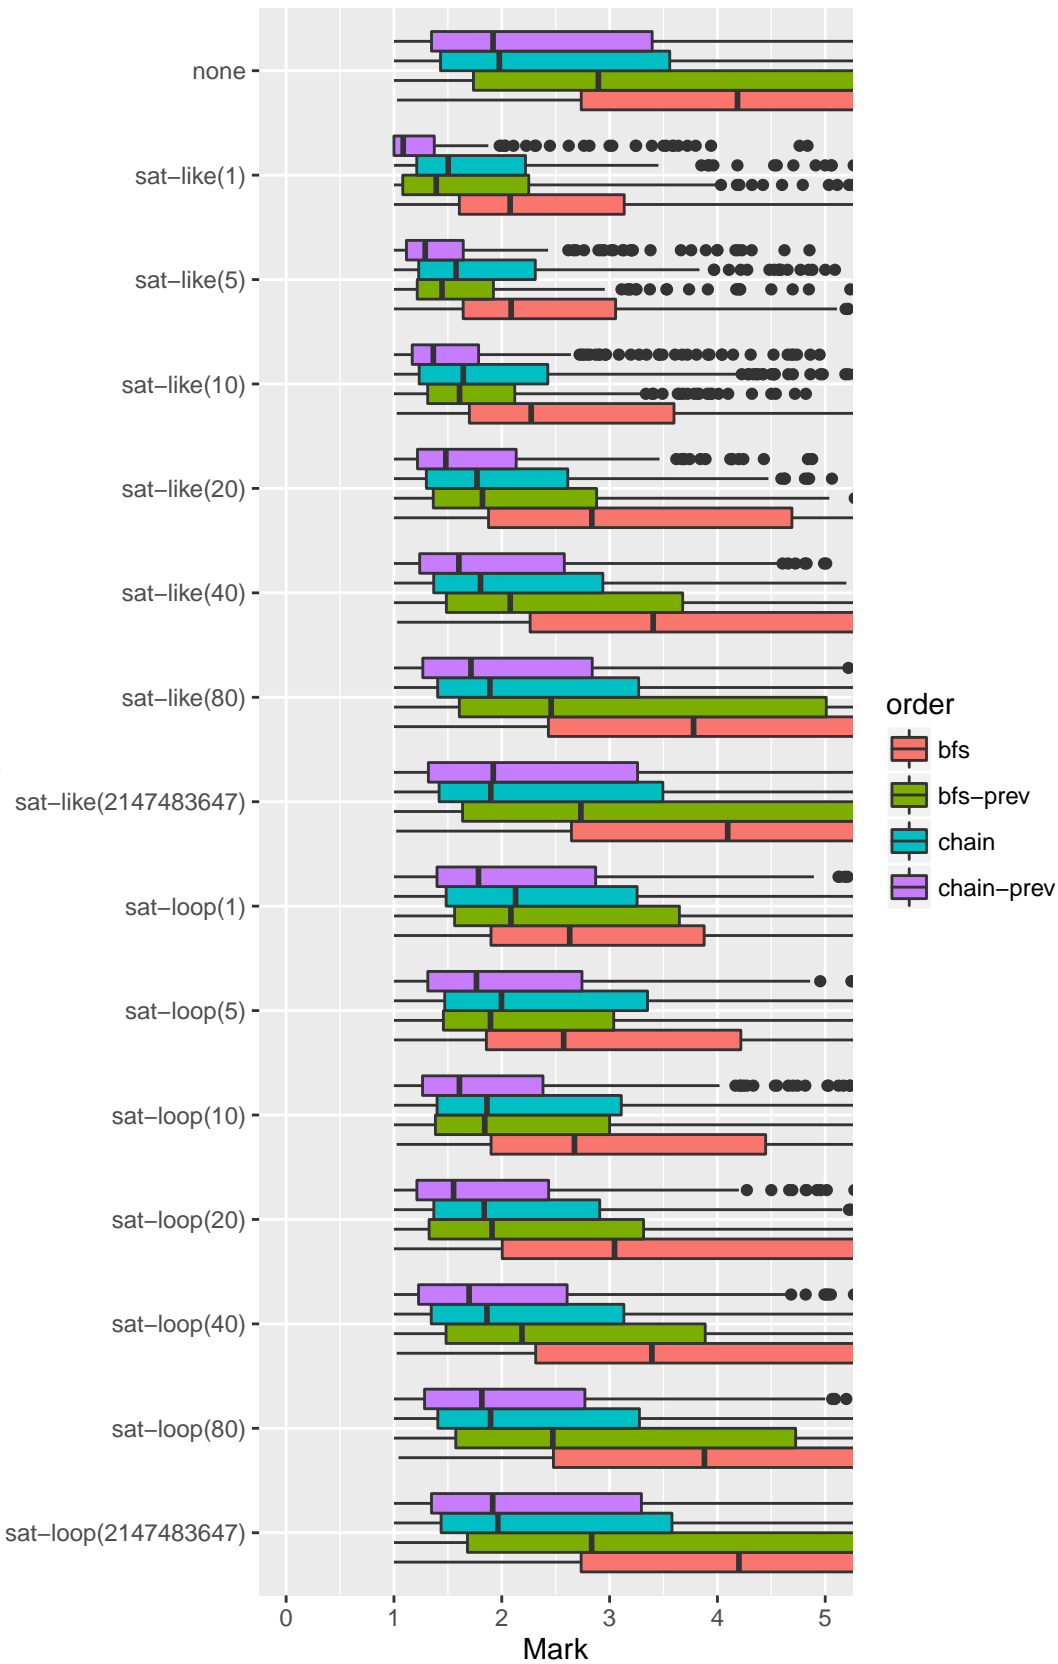 none
sat−like(1)
sat−like(5)
sat−like(10)
sat−like(20)
sat−like(40)
sat−like(80)
sat−like(2147483647)
sat−loop(1)
sat−loop(5)
sat−loop(10)
sat−loop(20)
sat−loop(40)
sat−loop(80)
sat−loop(2147483647)
0 1 2 3 4 5
Mark
order
bfs
bfs−prev
chain
chain−prev